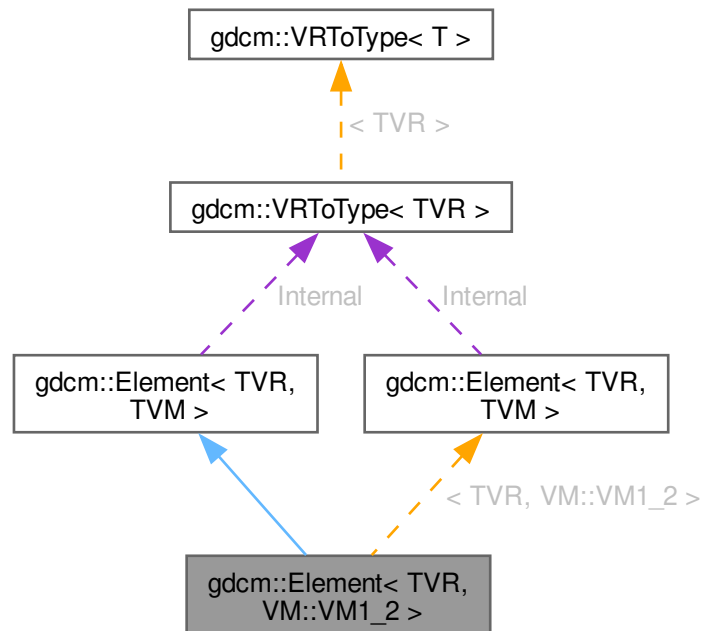 gdcm::VRToType< T >
< TVR >
gdcm::VRToType< TVR >
Internal
Internal
gdcm::Element< TVR,
TVM >
gdcm::Element< TVR,
TVM >
< TVR, VM::VM1_2 >
gdcm::Element< TVR,
VM::VM1_2 >